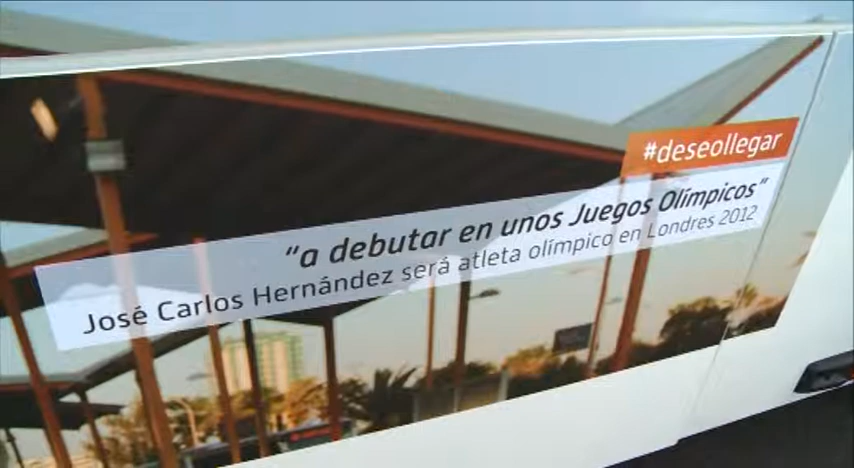 #deseollegar
“a debutar en unos Juegos Olímpicos”
José Carlos Hernández será atleta olímpico en Londres 2012